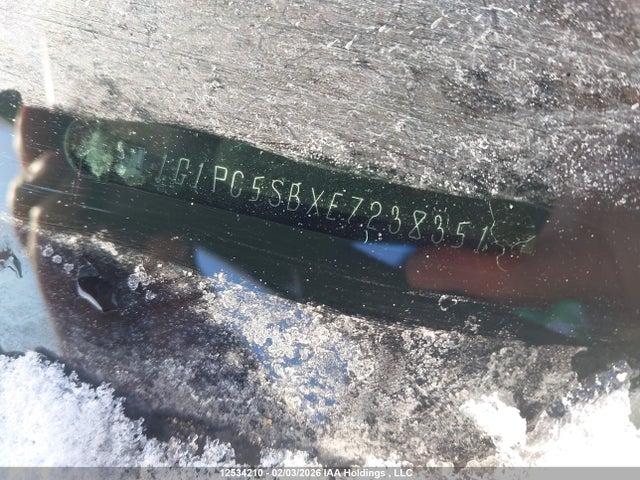 1G1PC5SBXE7238351
12534210 - 02/03/2026 IAA Holdings , LLC